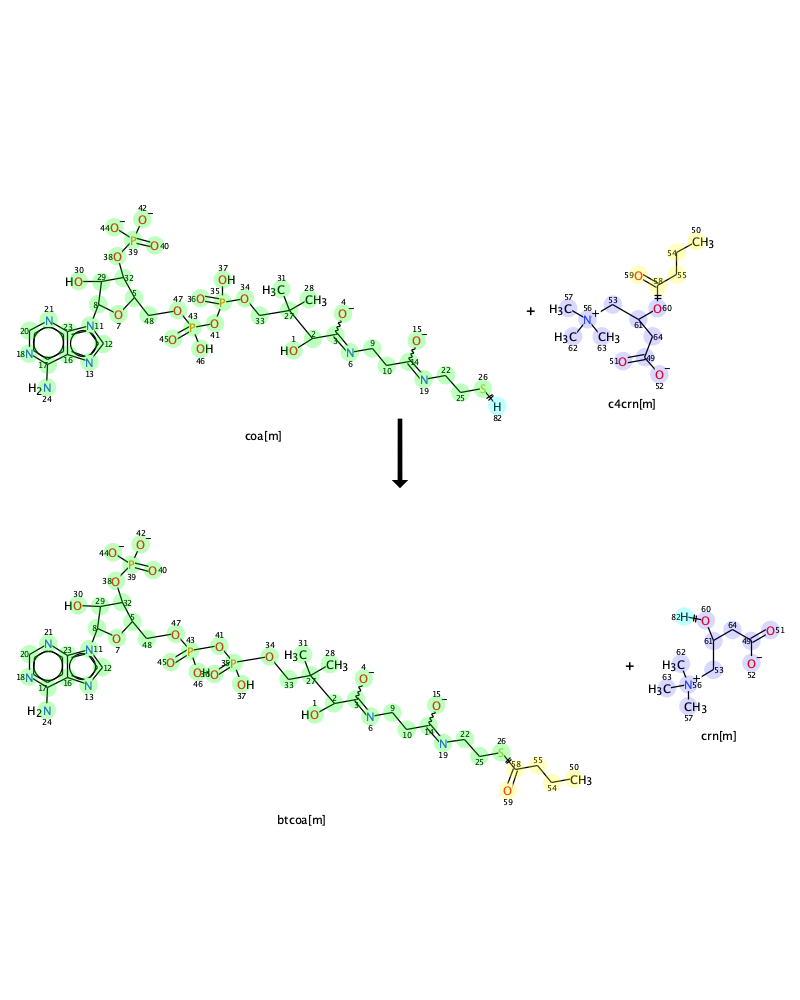 42
44 O⁻ O⁻
P O 40
39
38 O
30 29 32
HO
21 8 5
20 N 23 N 11 O 7 48
18 N 17 16 N 12
13
H₂N
24
47 O 36 O 35 37 OH
43 P O P O 34
45 O 41 33
OH
46
31 28
H₃C CH₃
27
4 O⁻
1 2 3
HO N 6
9 10
15 O⁻
14
N 19
22 25
26 S
H
82
coa[m]
+
50
54 CH₃
59 O 58 55
57 56 53 O 60
H₃C N⁺ 61
H₃C CH₃ 64
62 63
51 O 49
O⁻
52
c4crn[m]
42
44 O⁻ O⁻
P O 40
39
38 O
30 29 32
HO
21 8 5
20 N 23 N 11 O 7 48
18 N 17 16 N 12
13
H₂N
24
47 O 41 O 34 O
43 P 35 P
45 O OH 36 O OH
46 37
33
31 28
H₃C CH₃
27
4 O⁻
1 2 3
HO N 6
9 10
15 O⁻
14
N 19
22 25
26 S
58 55 50
54 CH₃
O
59
btcoa[m]
+
60
82 H O 64 O 51
61 49
62 O⁻
H₃C 52
63 53
H₃C N⁺ 56
CH₃
57
crn[m]